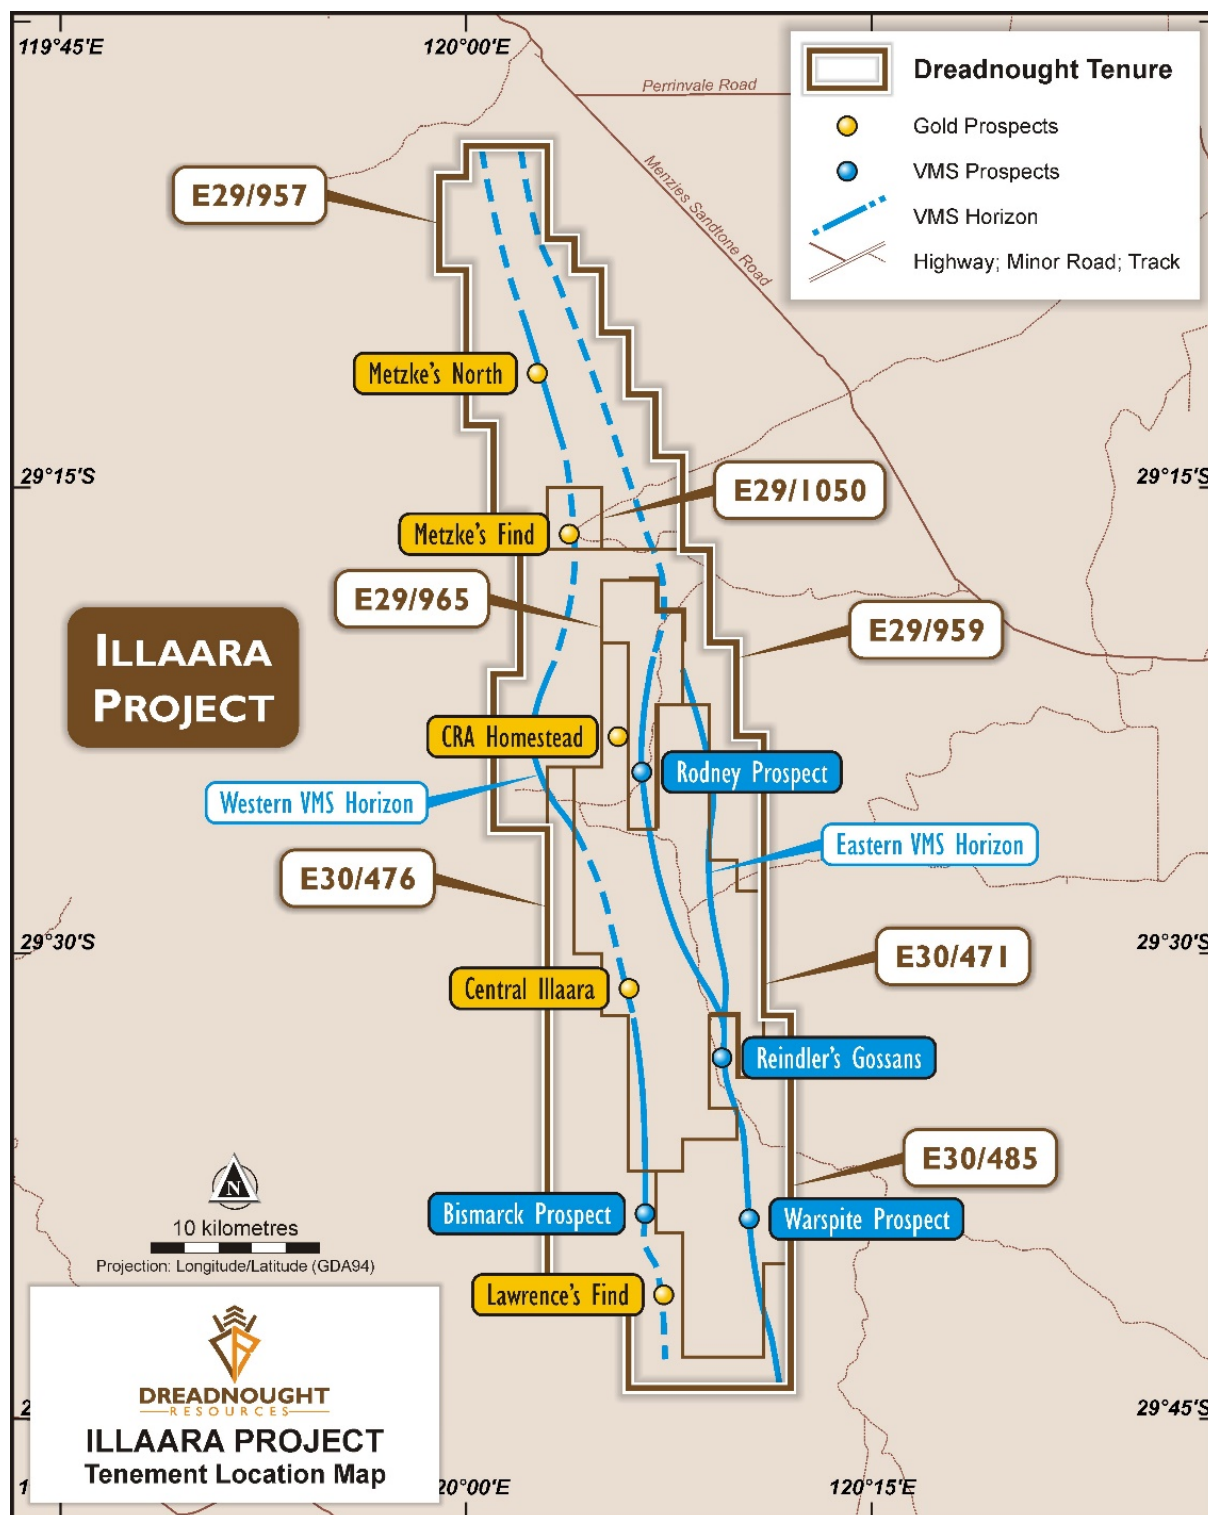 119°45'E
120°00'E
Dreadnought Tenure
Gold Prospects
VMS Prospects
VMS Horizon
Highway; Minor Road; Track
Perrinvale Road
Menzies Sandtone Road
E29/957
Metzke's North
29°15'S
29°15'S
E29/1050
Metzke's Find
E29/965
E29/959
ILLAARA
PROJECT
CRA Homestead
Rodney Prospect
Western VMS Horizon
Eastern VMS Horizon
E30/476
29°30'S
29°30'S
E30/471
Central Illaara
Reindler's Gossans
E30/485
N
10 kilometres
Projection: Longitude/Latitude (GDA94)
Bismarck Prospect
Warspite Prospect
Lawrence's Find
DREADNOUGHT
RESOURCES
ILLAARA PROJECT
Tenement Location Map
29°45'S
20°00'E
120°15'E